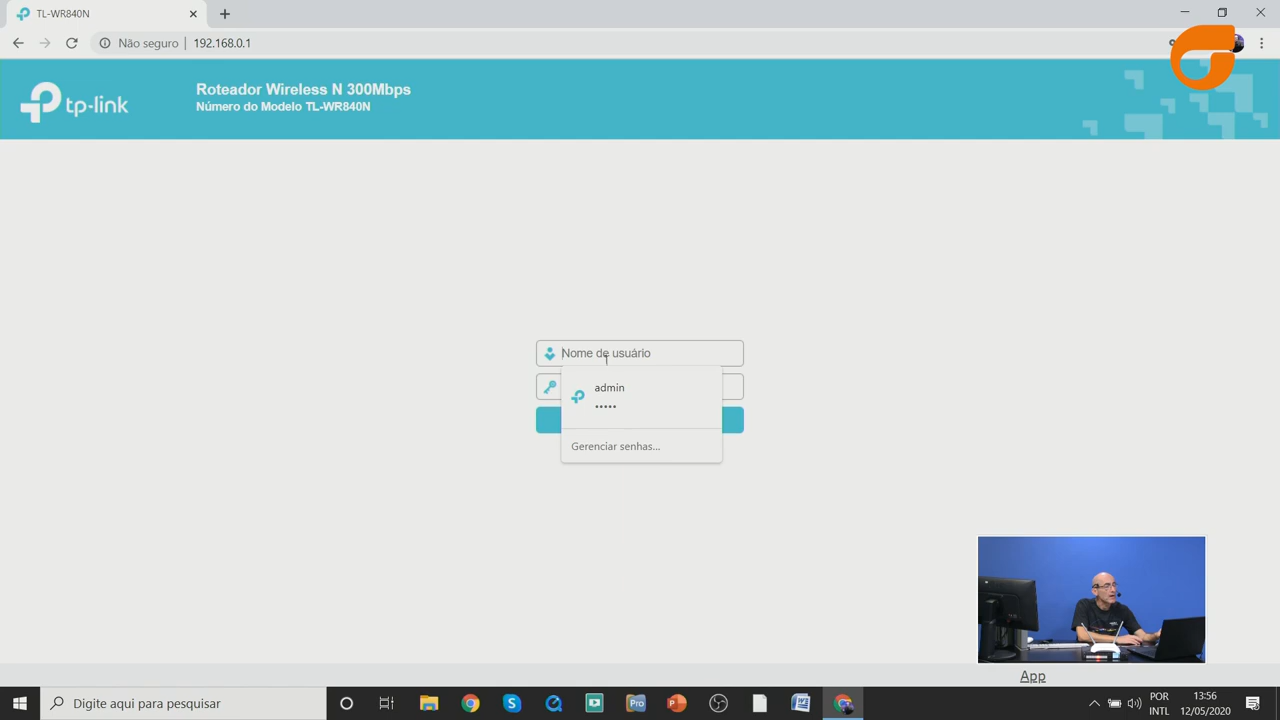 TL-WR840N
Não seguro
192.168.0.1
tp-link
Roteador Wireless N 300Mbps
Número do Modelo TL-WR840N
Nome de usuário
admin
•••••
Gerenciar senhas...
App
Digite aqui para pesquisar
Pro
POR
INTL
13:56
12/05/2020